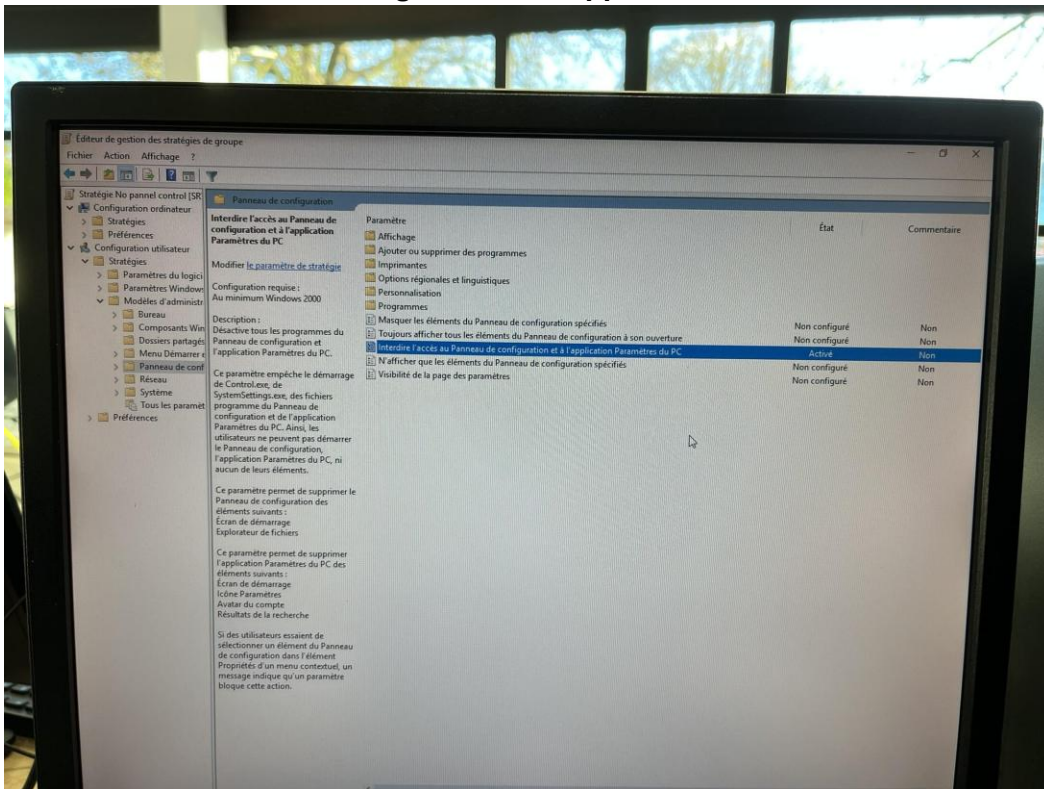 Éditeur de gestion des stratégies de groupe
Fichier Action Affichage ?
Stratégie No pannel control [SR
Configuration ordinateur
Stratégies
Préférences
Configuration utilisateur
Stratégies
Paramètres du logici
Paramètres Window
Modèles d'administr
Bureau
Composants Win
Dossiers partagés
Menu Démarrer e
Panneau de conf
Réseau
Système
Tous les paramèt
Préférences
Panneau de configuration
Interdire l'accès au Panneau de
configuration et à l'application
Paramètres du PC
Modifier le paramètre de stratégie
Configuration requise :
Au minimum Windows 2000
Description :
Désactive tous les programmes du
Panneau de configuration et
l'application Paramètres du PC.
Ce paramètre empêche le démarrage
de Control.exe, de
SystemSettings.exe, des fichiers
programme du Panneau de
configuration et de l'application
Paramètres du PC. Ainsi, les
utilisateurs ne peuvent pas démarrer
le Panneau de configuration,
l'application Paramètres du PC, ni
aucun de leurs éléments.
Ce paramètre permet de supprimer le
Panneau de configuration des
éléments suivants :
Écran de démarrage
Explorateur de fichiers
Ce paramètre permet de supprimer
l'application Paramètres du PC des
éléments suivants :
Écran de démarrage
Icône Paramètres
Avatar du compte
Résultats de la recherche
Si des utilisateurs essaient de
sélectionner un élément du Panneau
de configuration dans l'élément
Propriétés d'un menu contextuel, un
message indique qu'un paramètre
bloque cette action.
Paramètre État Commentaire
Affichage
Ajouter ou supprimer des programmes
Imprimantes
Options régionales et linguistiques
Personnalisation
Programmes
Masquer les éléments du Panneau de configuration spécifiés Non configuré Non
Toujours afficher tous les éléments du Panneau de configuration à son ouverture Non configuré Non
Interdire l'accès au Panneau de configuration et à l'application Paramètres du PC Activé Non
N'afficher que les éléments du Panneau de configuration spécifiés Non configuré Non
Visibilité de la page des paramètres Non configuré Non